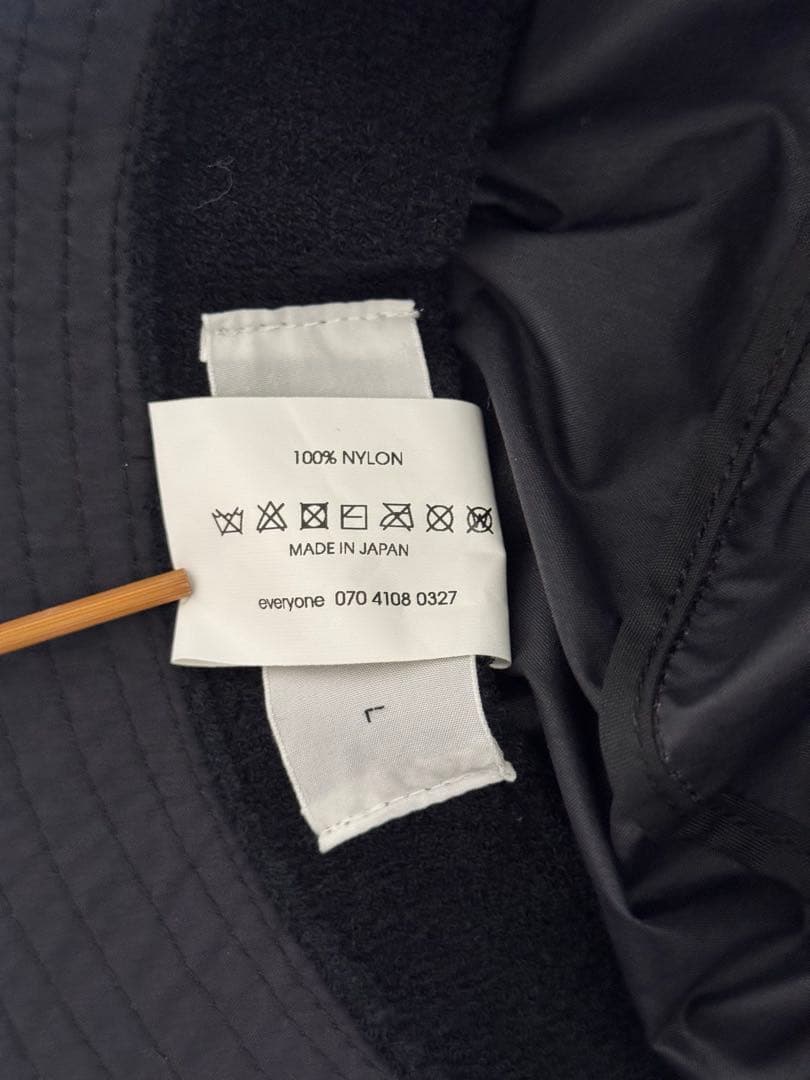 100% NYLON
MADE IN JAPAN
everyone 070 4108 0327
L